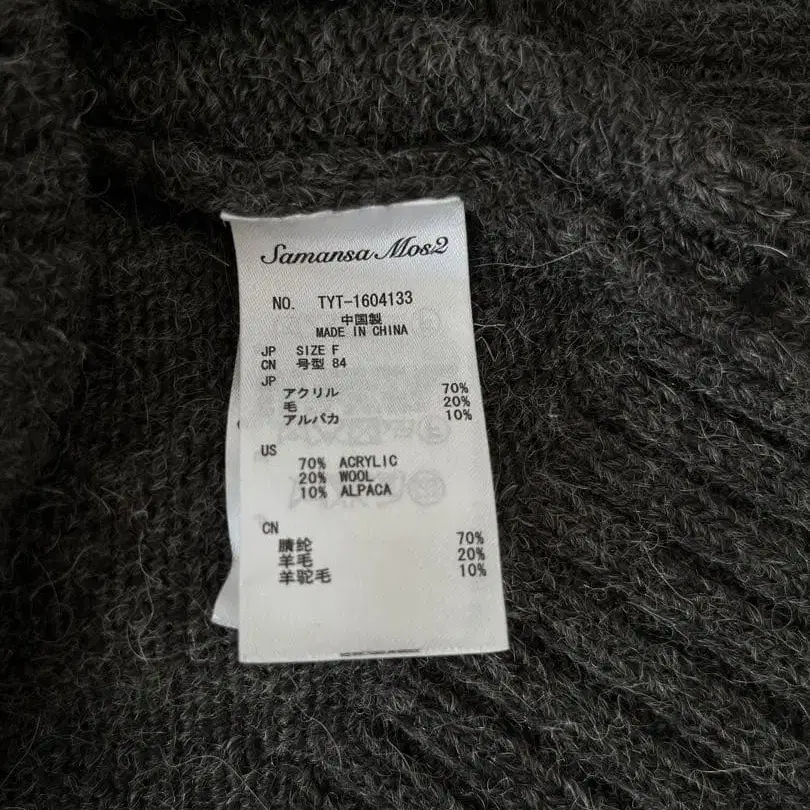 Samansa Mos2
NO. TYT-1604133
中国製
MADE IN CHINA
JP SIZE F
CN 号型 84
JP
アクリル 70%
毛 20%
アルパカ 10%
US
70% ACRYLIC
20% WOOL
10% ALPACA
CN
腈纶 70%
羊毛 20%
羊驼毛 10%